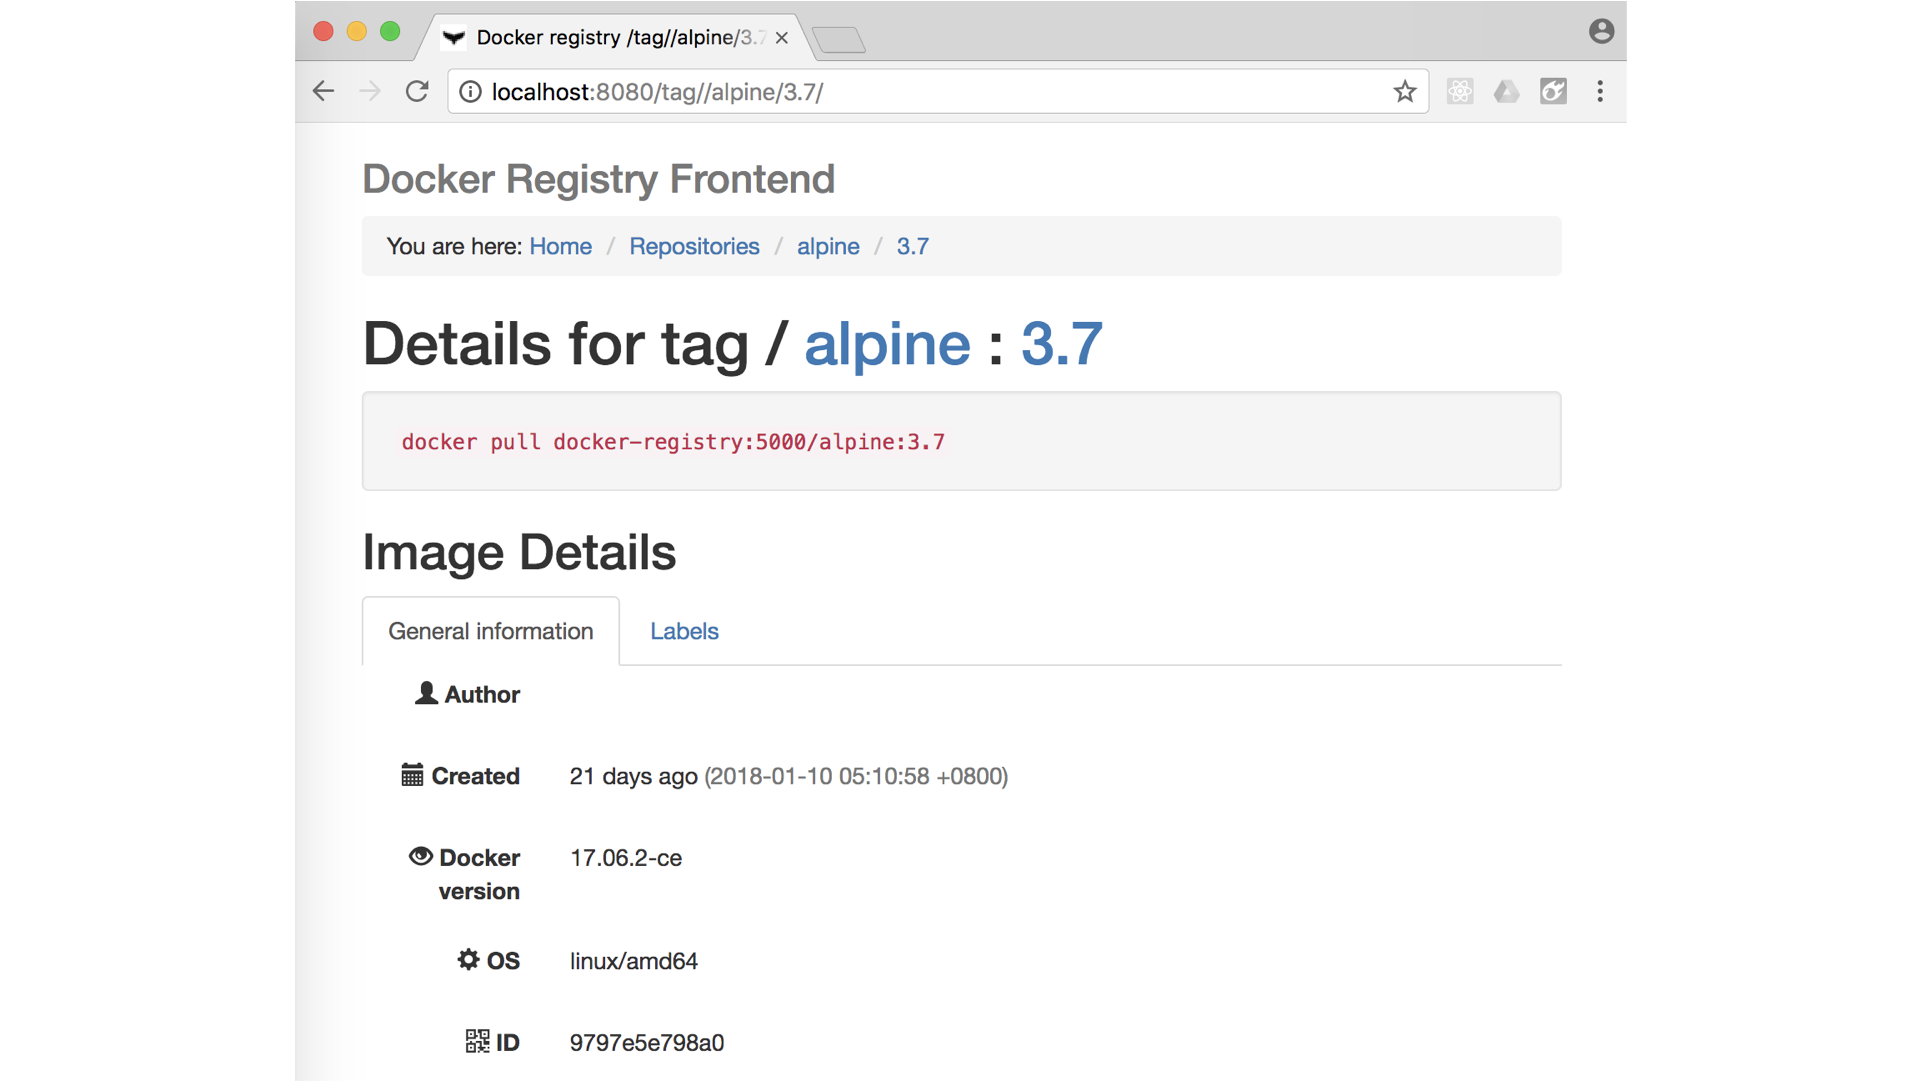 Docker registry /tag//alpine/3.7
localhost:8080/tag//alpine/3.7/
Docker Registry Frontend
You are here: Home / Repositories / alpine / 3.7
Details for tag / alpine : 3.7
docker pull docker-registry:5000/alpine:3.7
Image Details
General information Labels
Author
Created 21 days ago (2018-01-10 05:10:58 +0800)
Docker version 17.06.2-ce
OS linux/amd64
ID 9797e5e798a0